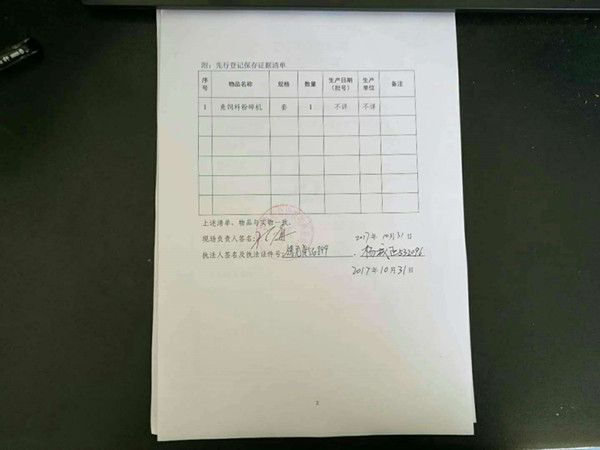 附：先行登记保存证据清单
序号 物品名称 规格 数量 生产日期（批号） 生产单位 备注
1 鱼饲料粉碎机 套 1 不详 不详
上述清单、物品与实物一致。
现场负责人签名： 2017年10月31日
执法人签名及执法证件号： 532096
2017年10月31日
2